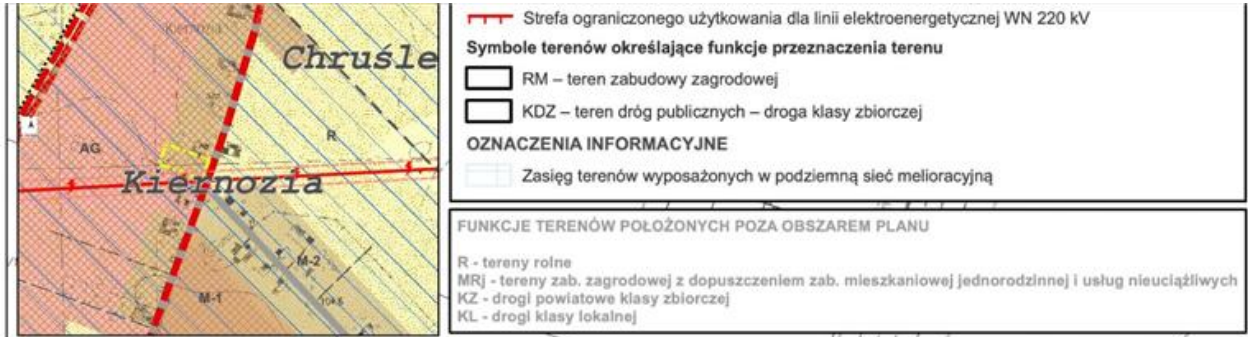 Kiernozia
Chruśle
A
AG
R
Kiernozia
M-2
M-1
104.5
Strefa ograniczonego użytkowania dla linii elektroenergetycznej WN 220 kV
Symbole terenów określające funkcje przeznaczenia terenu
RM – teren zabudowy zagrodowej
KDZ – teren dróg publicznych – droga klasy zbiorczej
OZNACZENIA INFORMACYJNE
Zasięg terenów wyposażonych w podziemną sieć melioracyjną
FUNKCJE TERENÓW POŁOŻONYCH POZA OBSZAREM PLANU
R - tereny rolne
MRj - tereny zab. zagrodowej z dopuszczeniem zab. mieszkaniowej jednorodzinnej i usług nieuciążliwych
KZ - drogi powiatowe klasy zbiorczej
KL - drogi klasy lokalnej